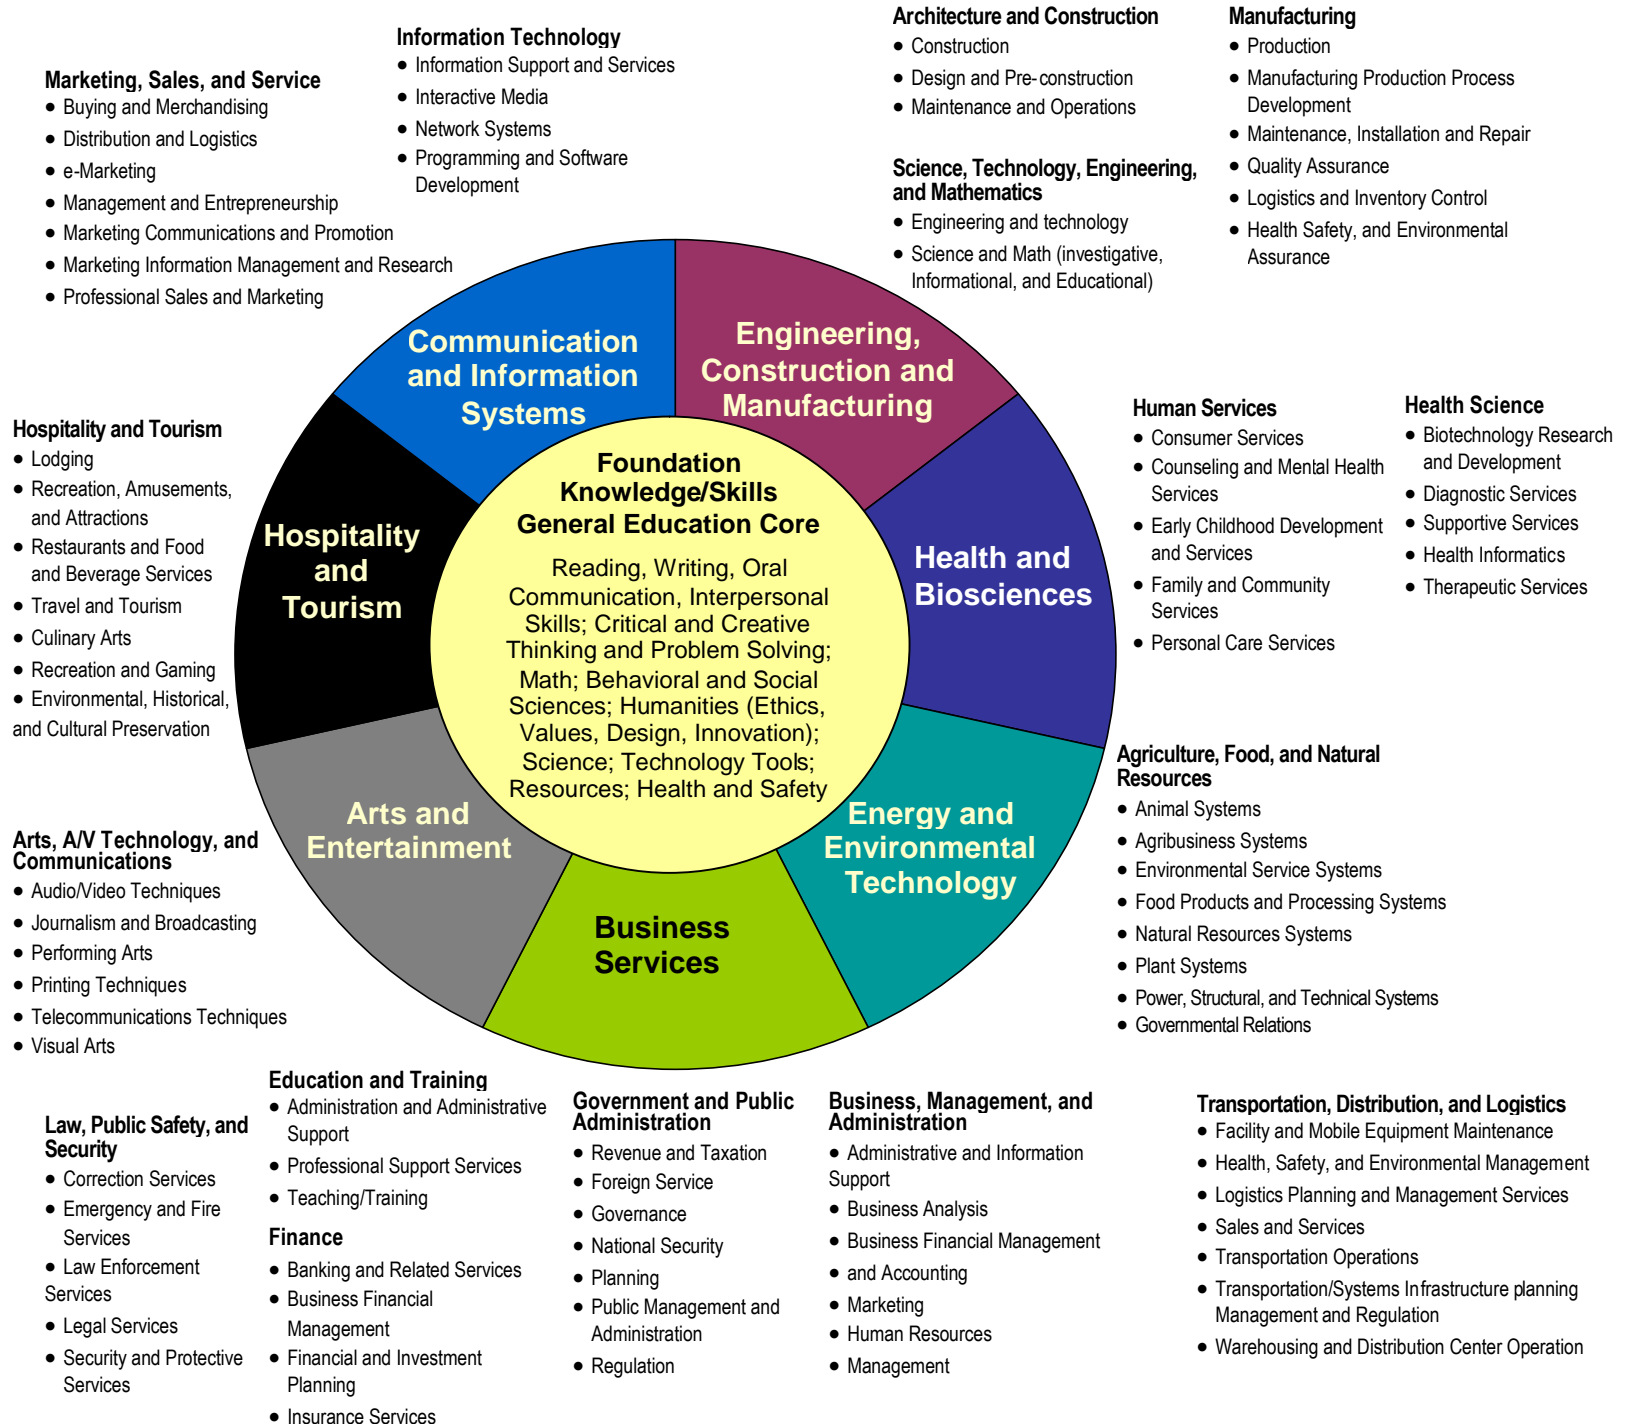 Marketing, Sales, and Service
• Buying and Merchandising
• Distribution and Logistics
• e-Marketing
• Management and Entrepreneurship
• Marketing Communications and Promotion
• Marketing Information Management and Research
• Professional Sales and Marketing
Information Technology
• Information Support and Services
• Interactive Media
• Network Systems
• Programming and Software
Development
Architecture and Construction
• Construction
• Design and Pre-construction
• Maintenance and Operations
Science, Technology, Engineering,
and Mathematics
• Engineering and technology
• Science and Math (investigative,
Informational, and Educational)
Manufacturing
• Production
• Manufacturing Production Process
Development
• Maintenance, Installation and Repair
• Quality Assurance
• Logistics and Inventory Control
• Health Safety, and Environmental
Assurance
Communication
and Information
Systems
Engineering,
Construction and
Manufacturing
Hospitality and Tourism
• Lodging
• Recreation, Amusements,
and Attractions
• Restaurants and Food
and Beverage Services
• Travel and Tourism
• Culinary Arts
• Recreation and Gaming
• Environmental, Historical,
and Cultural Preservation
Hospitality
and
Tourism
Foundation
Knowledge/Skills
General Education Core
Reading, Writing, Oral
Communication, Interpersonal
Skills; Critical and Creative
Thinking and Problem Solving;
Math; Behavioral and Social
Sciences; Humanities (Ethics,
Values, Design, Innovation);
Science; Technology Tools;
Resources; Health and Safety
Health and
Biosciences
Human Services
• Consumer Services
• Counseling and Mental Health
Services
• Early Childhood Development
and Services
• Family and Community
Services
• Personal Care Services
Health Science
• Biotechnology Research
and Development
• Diagnostic Services
• Supportive Services
• Health Informatics
• Therapeutic Services
Arts and
Entertainment
Business
Services
Energy and
Environmental
Technology
Agriculture, Food, and Natural
Resources
• Animal Systems
• Agribusiness Systems
• Environmental Service Systems
• Food Products and Processing Systems
• Natural Resources Systems
• Plant Systems
• Power, Structural, and Technical Systems
• Governmental Relations
Arts, A/V Technology, and
Communications
• Audio/Video Techniques
• Journalism and Broadcasting
• Performing Arts
• Printing Techniques
• Telecommunications Techniques
• Visual Arts
Law, Public Safety, and
Security
• Correction Services
• Emergency and Fire
Services
• Law Enforcement
Services
• Legal Services
• Security and Protective
Services
Education and Training
• Administration and Administrative
Support
• Professional Support Services
• Teaching/Training
Finance
• Banking and Related Services
• Business Financial
Management
• Financial and Investment
Planning
• Insurance Services
Government and Public
Administration
• Revenue and Taxation
• Foreign Service
• Governance
• National Security
• Planning
• Public Management and
Administration
• Regulation
Business, Management, and
Administration
• Administrative and Information
Support
• Business Analysis
• Business Financial Management
• and Accounting
• Marketing
• Human Resources
• Management
Transportation, Distribution, and Logistics
• Facility and Mobile Equipment Maintenance
• Health, Safety, and Environmental Management
• Logistics Planning and Management Services
• Sales and Services
• Transportation Operations
• Transportation/Systems Infrastructure planning
Management and Regulation
• Warehousing and Distribution Center Operation